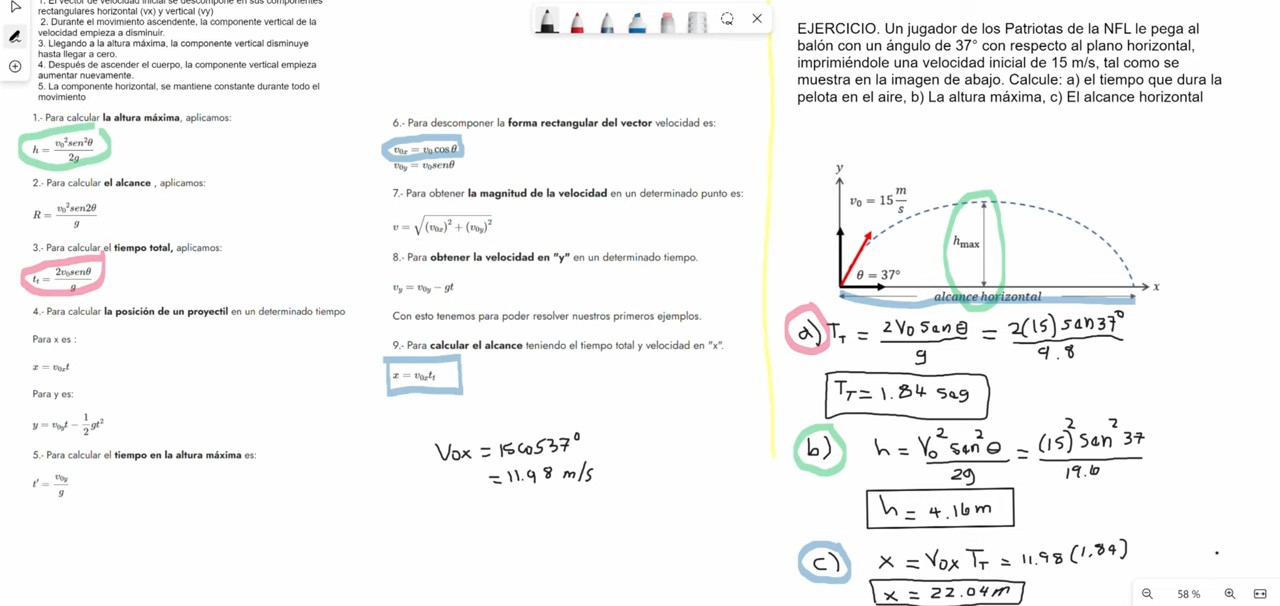 1. El vector de velocidad inicial se descompone en sus componentes
rectangulares horizontal (vx) y vertical (vy)
2. Durante el movimiento ascendente, la componente vertical de la
velocidad empieza a disminuir.
3. Llegando a la altura máxima, la componente vertical disminuye
hasta llegar a cero.
4. Después de ascender el cuerpo, la componente vertical empieza
aumentar nuevamente.
5. La componente horizontal, se mantiene constante durante todo el
movimiento
1.- Para calcular la altura máxima, aplicamos:
h = v₀²sen²θ / 2g
2.- Para calcular el alcance , aplicamos:
R = v₀²sen2θ / g
3.- Para calcular el tiempo total, aplicamos:
tₜ = 2v₀senθ / g
4.- Para calcular la posición de un proyectil en un determinado tiempo
Para x es :
x = v₀ₓt
Para y es:
y = v₀yt − 1/2 gt²
5.- Para calcular el tiempo en la altura máxima es:
t' = v₀y / g
6.- Para descomponer la forma rectangular del vector velocidad es:
v₀ₓ = v₀ cos θ
v₀y = v₀senθ
7.- Para obtener la magnitud de la velocidad en un determinado punto es:
v = √(v₀ₓ)² + (v₀y)²
8.- Para obtener la velocidad en "y" en un determinado tiempo.
vy = v₀y − gt
Con esto tenemos para poder resolver nuestros primeros ejemplos.
9.- Para calcular el alcance teniendo el tiempo total y velocidad en "x".
x = v₀ₓtₜ
Vox = 15cos37°
= 11.98 m/s
EJERCICIO. Un jugador de los Patriotas de la NFL le pega al
balón con un ángulo de 37° con respecto al plano horizontal,
imprimiéndole una velocidad inicial de 15 m/s, tal como se
muestra en la imagen de abajo. Calcule: a) el tiempo que dura la
pelota en el aire, b) La altura máxima, c) El alcance horizontal
y
v₀ = 15 m/s
hmax
θ = 37°
x
alcance horizontal
a) T_T = 2V₀ Senθ / g = 2(15) Sen37° / 9.8
T_T = 1.84 seg
b) h = V₀² sen²θ / 2g = (15)² Sen² 37 / 19.6
h = 4.16 m
c) x = Vox T_T = 11.98 (1.84)
x = 22.04m
58 %